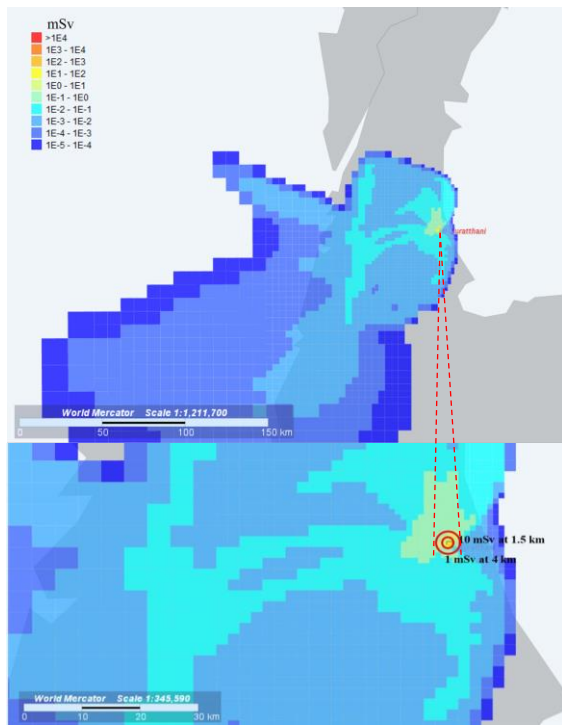 mSv
>1E4
1E3 - 1E4
1E2 - 1E3
1E1 - 1E2
1E0 - 1E1
1E-1 - 1E0
1E-2 - 1E-1
1E-3 - 1E-2
1E-4 - 1E-3
1E-5 - 1E-4
uratthani
World Mercator Scale 1:1,211,700
0 50 100 150 km
10 mSv at 1.5 km
1 mSv at 4 km
World Mercator Scale 1:345,590
0 10 20 30 km